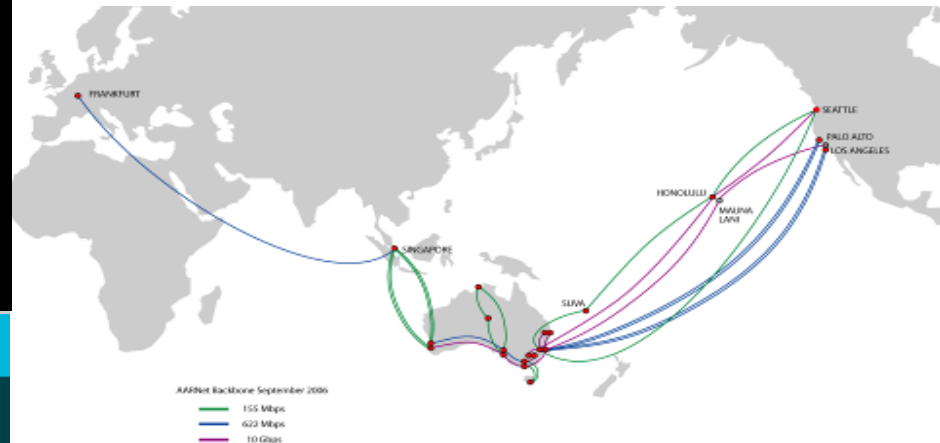 FRANKFURT
SEATTLE
PALO ALTO
LOS ANGELES
HONOLULU
MAUNA
LANI
SINGAPORE
SUVA
AARNet Backbone September 2006
155 Mbps
622 Mbps
10 Gbps